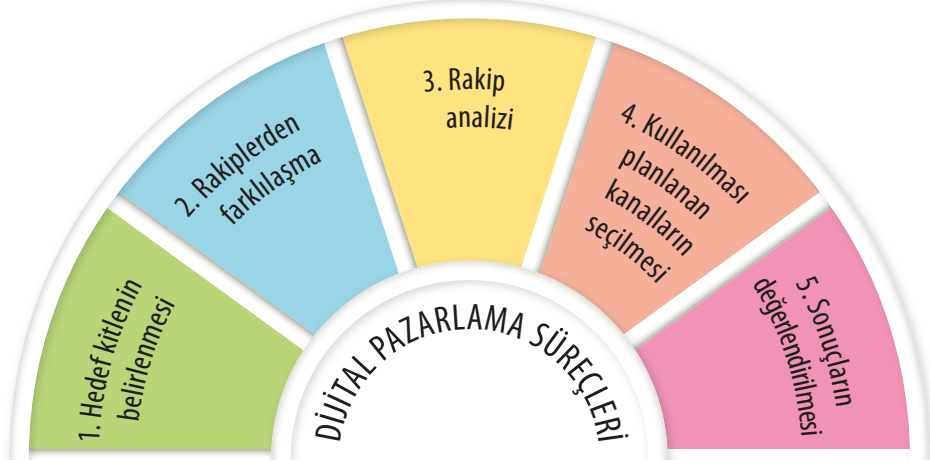 1. Hedef kitlenin
belirlenmesi
2. Rakiplerden
farklılaşma
3. Rakip
analizi
4. Kullanılması
planlanan
kanalların
seçilmesi
5. Sonuçların
değerlendirilmesi
DİJİTAL PAZARLAMA SÜREÇLERİ